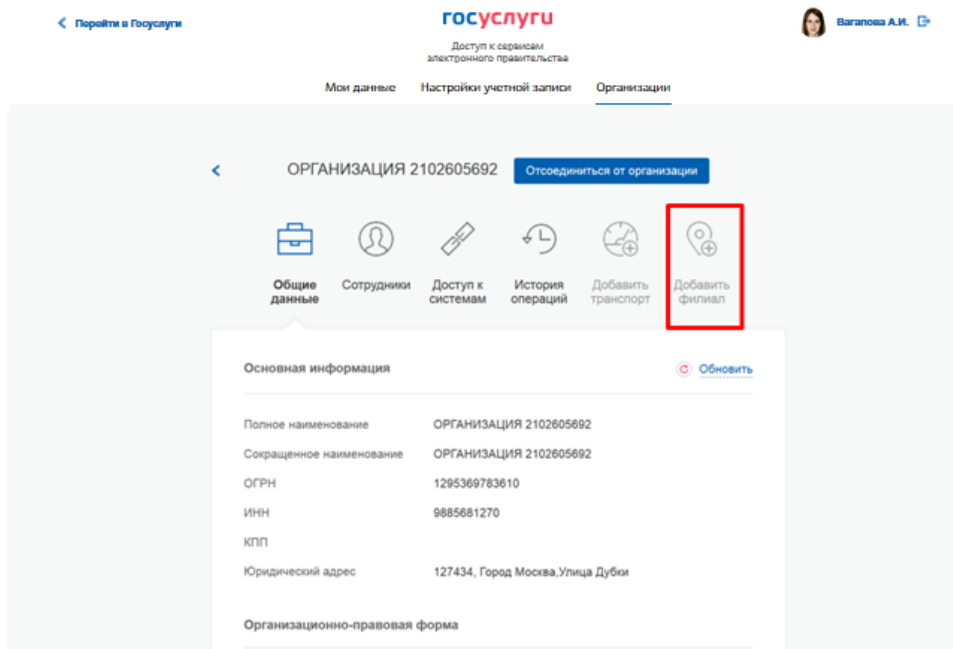 Перейти в Госуслуги
госуслуги
Вагапова А.И.
Доступ к сервисам
электронного правительства
Мои данные Настройки учетной записи Организации
ОРГАНИЗАЦИЯ 2102605692 Отсоединиться от организации
Общие данные
Сотрудники
Доступ к системам
История операций
Добавить транспорт
Добавить филиал
Основная информация Обновить
Полное наименование ОРГАНИЗАЦИЯ 2102605692
Сокращенное наименование ОРГАНИЗАЦИЯ 2102605692
ОГРН 1295369783610
ИНН 9885681270
КПП
Юридический адрес 127434, Город Москва,Улица Дубки
Организационно-правовая форма